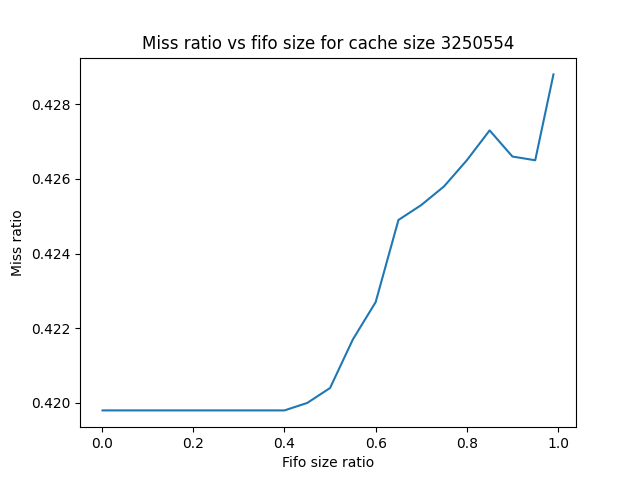 Miss ratio vs fifo size for cache size 3250554
0.428
0.426
0.424
0.422
0.420
Miss ratio
0.0 0.2 0.4 0.6 0.8 1.0
Fifo size ratio